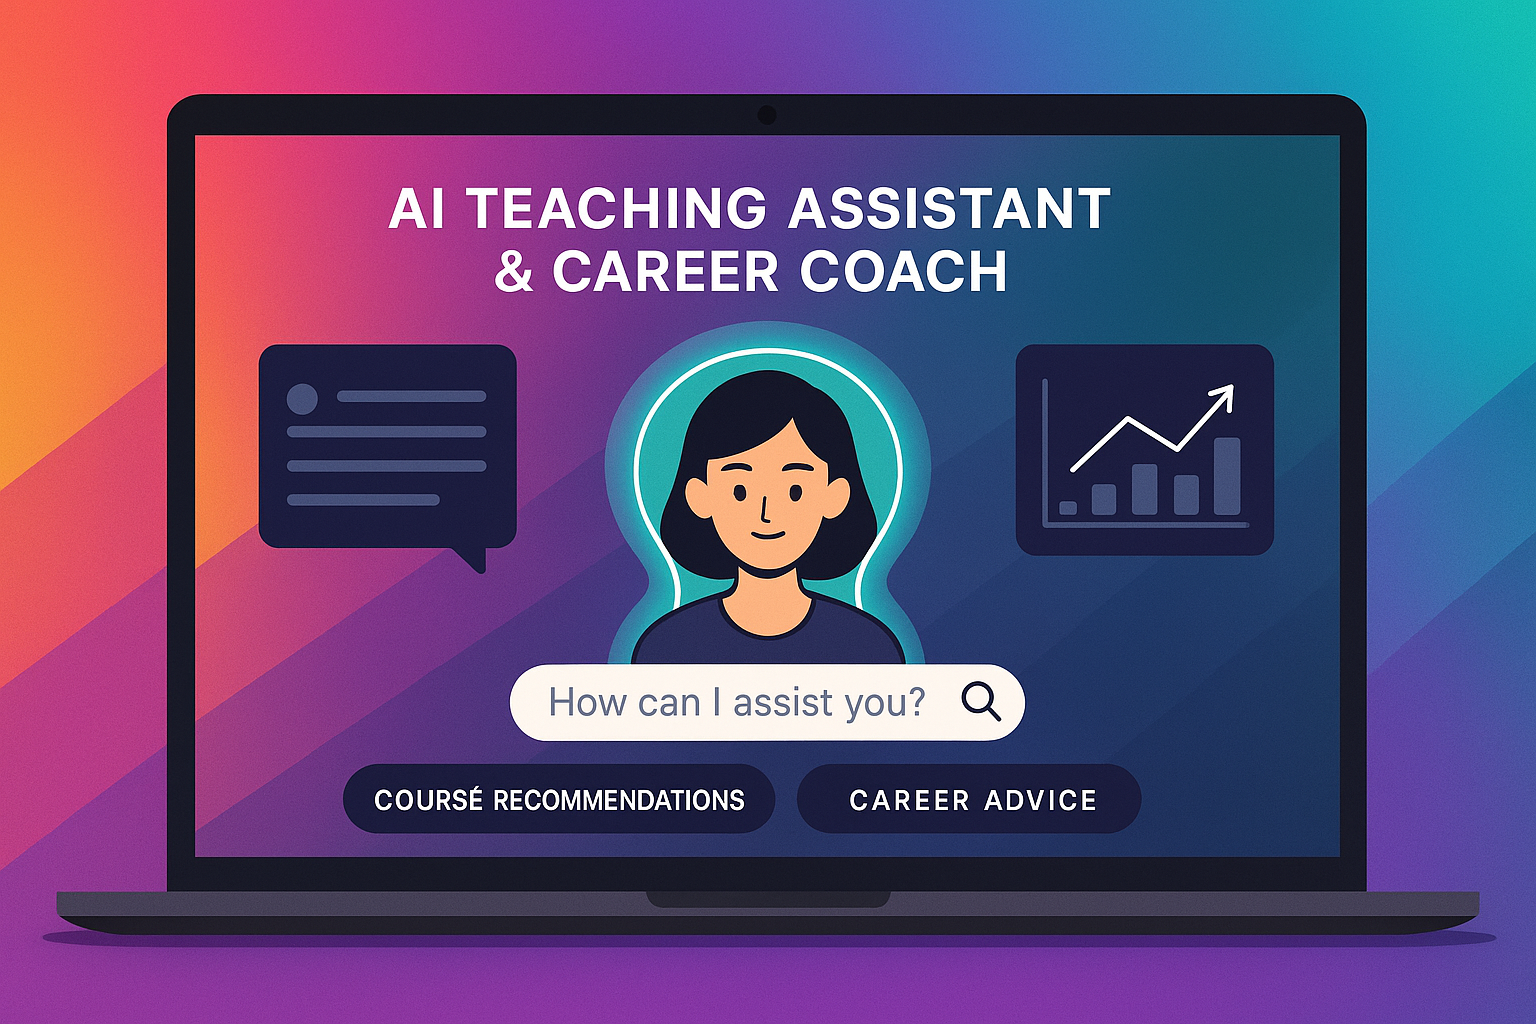 AI TEACHING ASSISTANT
& CAREER COACH
How can I assist you?
COURSÉ RECOMMENDATIONS
CAREER ADVICE